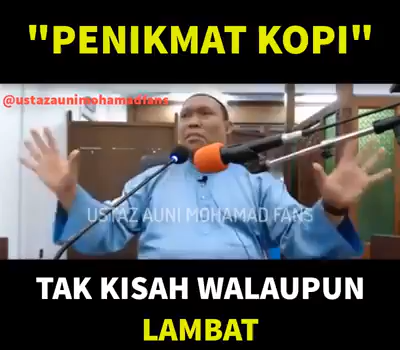 "PENIKMAT KOPI"
@ustazaunimohamadfans
USTAZ AUNI MOHAMAD FANS
TAK KISAH WALAUPUN
LAMBAT